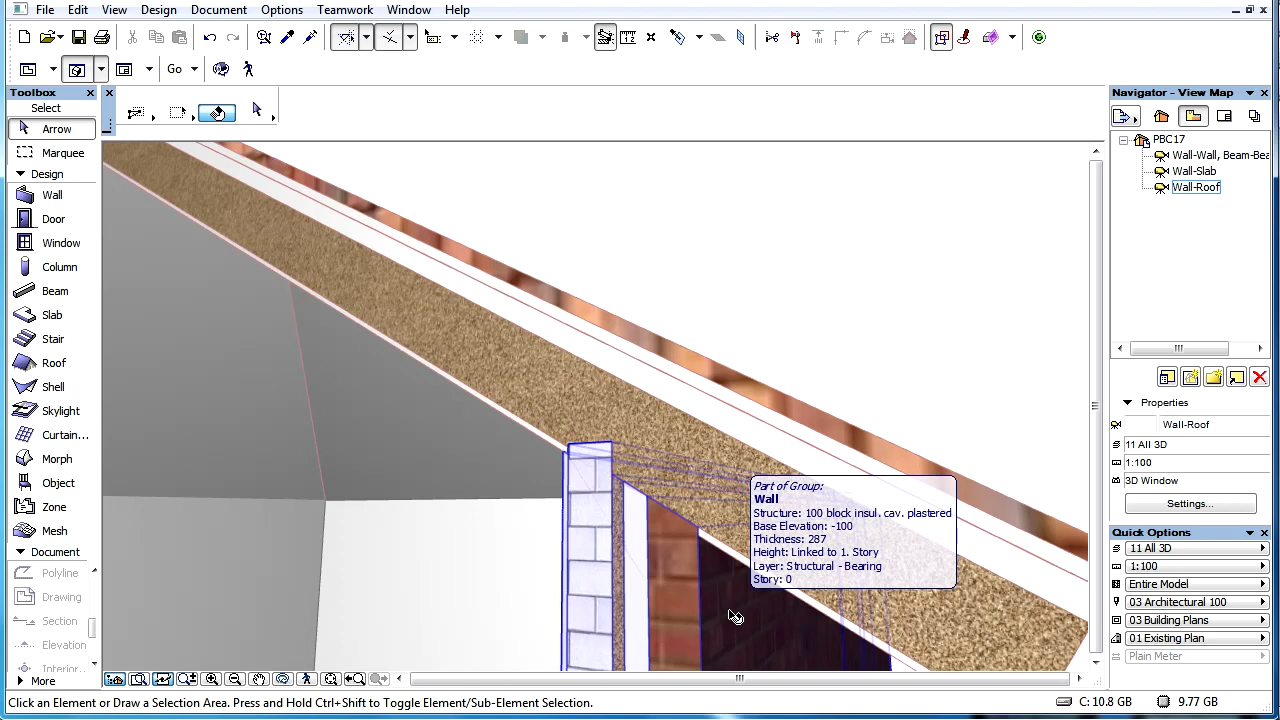 File Edit View Design Document Options Teamwork Window Help
Go
Toolbox
Select
Arrow
Marquee
Design
Wall
Door
Window
Column
Beam
Slab
Stair
Roof
Shell
Skylight
Curtain...
Morph
Object
Zone
Mesh
Document
Polyline
Drawing
Section
Elevation
Interior
More
Part of Group:
Wall
Structure: 100 block insul. cav. plastered
Base Elevation: -100
Thickness: 287
Height: Linked to 1. Story
Layer: Structural - Bearing
Story: 0
Navigator - View Map
PBC17
Wall-Wall, Beam-Bea
Wall-Slab
Wall-Roof
Properties
Wall-Roof
11 All 3D
1:100
3D Window
Settings...
Quick Options
11 All 3D
1:100
Entire Model
03 Architectural 100
03 Building Plans
01 Existing Plan
Plain Meter
Click an Element or Draw a Selection Area. Press and Hold Ctrl+Shift to Toggle Element/Sub-Element Selection.
C: 10.8 GB
9.77 GB